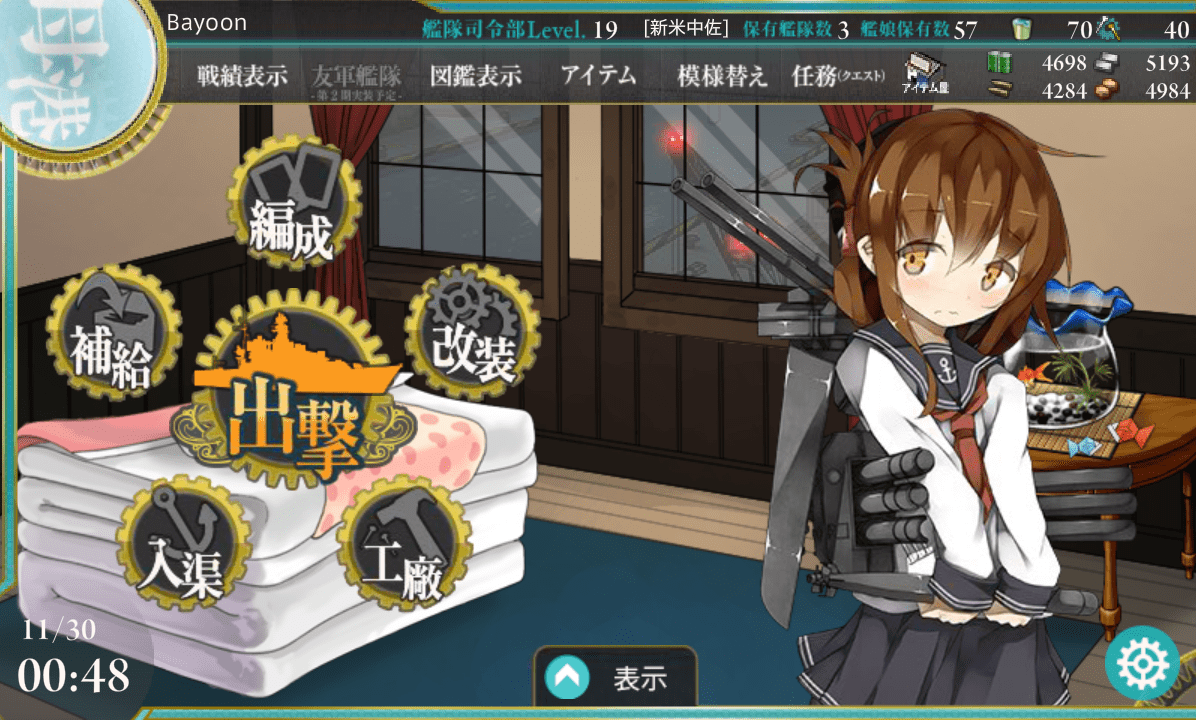 母港
Bayoon
艦隊司令部Level. 19 [新米中佐] 保有艦隊数 3 艦娘保有数 57 70 40
戦績表示 友軍艦隊 図鑑表示 アイテム 模様替え 任務(クエスト) アイテム屋 4698 5193
-第2期実装予定- 4284 4984
編成
補給
改装
出撃
入渠
工廠
11/30
00:48
表示